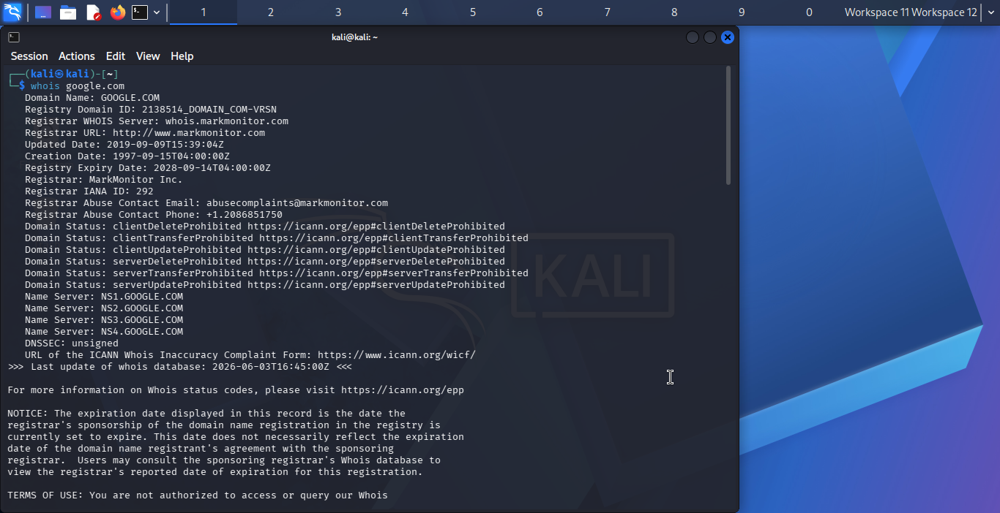 1 2 3 4 5 6 7 8 9 0 Workspace 11 Workspace 12
kali@kali: ~
Session Actions Edit View Help
┌──(kali㉿kali)-[~]
└─$ whois google.com
   Domain Name: GOOGLE.COM
   Registry Domain ID: 2138514_DOMAIN_COM-VRSN
   Registrar WHOIS Server: whois.markmonitor.com
   Registrar URL: http://www.markmonitor.com
   Updated Date: 2019-09-09T15:39:04Z
   Creation Date: 1997-09-15T04:00:00Z
   Registry Expiry Date: 2028-09-14T04:00:00Z
   Registrar: MarkMonitor Inc.
   Registrar IANA ID: 292
   Registrar Abuse Contact Email: abusecomplaints@markmonitor.com
   Registrar Abuse Contact Phone: +1.2086851750
   Domain Status: clientDeleteProhibited https://icann.org/epp#clientDeleteProhibited
   Domain Status: clientTransferProhibited https://icann.org/epp#clientTransferProhibited
   Domain Status: clientUpdateProhibited https://icann.org/epp#clientUpdateProhibited
   Domain Status: serverDeleteProhibited https://icann.org/epp#serverDeleteProhibited
   Domain Status: serverTransferProhibited https://icann.org/epp#serverTransferProhibited
   Domain Status: serverUpdateProhibited https://icann.org/epp#serverUpdateProhibited
   Name Server: NS1.GOOGLE.COM
   Name Server: NS2.GOOGLE.COM
   Name Server: NS3.GOOGLE.COM
   Name Server: NS4.GOOGLE.COM
   DNSSEC: unsigned
   URL of the ICANN Whois Inaccuracy Complaint Form: https://www.icann.org/wicf/
>>> Last update of whois database: 2026-06-03T16:45:00Z <<<
For more information on Whois status codes, please visit https://icann.org/epp
NOTICE: The expiration date displayed in this record is the date the
registrar's sponsorship of the domain name registration in the registry is
currently set to expire. This date does not necessarily reflect the expiration
date of the domain name registrant's agreement with the sponsoring
registrar.  Users may consult the sponsoring registrar's Whois database to
view the registrar's reported date of expiration for this registration.
TERMS OF USE: You are not authorized to access or query our Whois
KALI